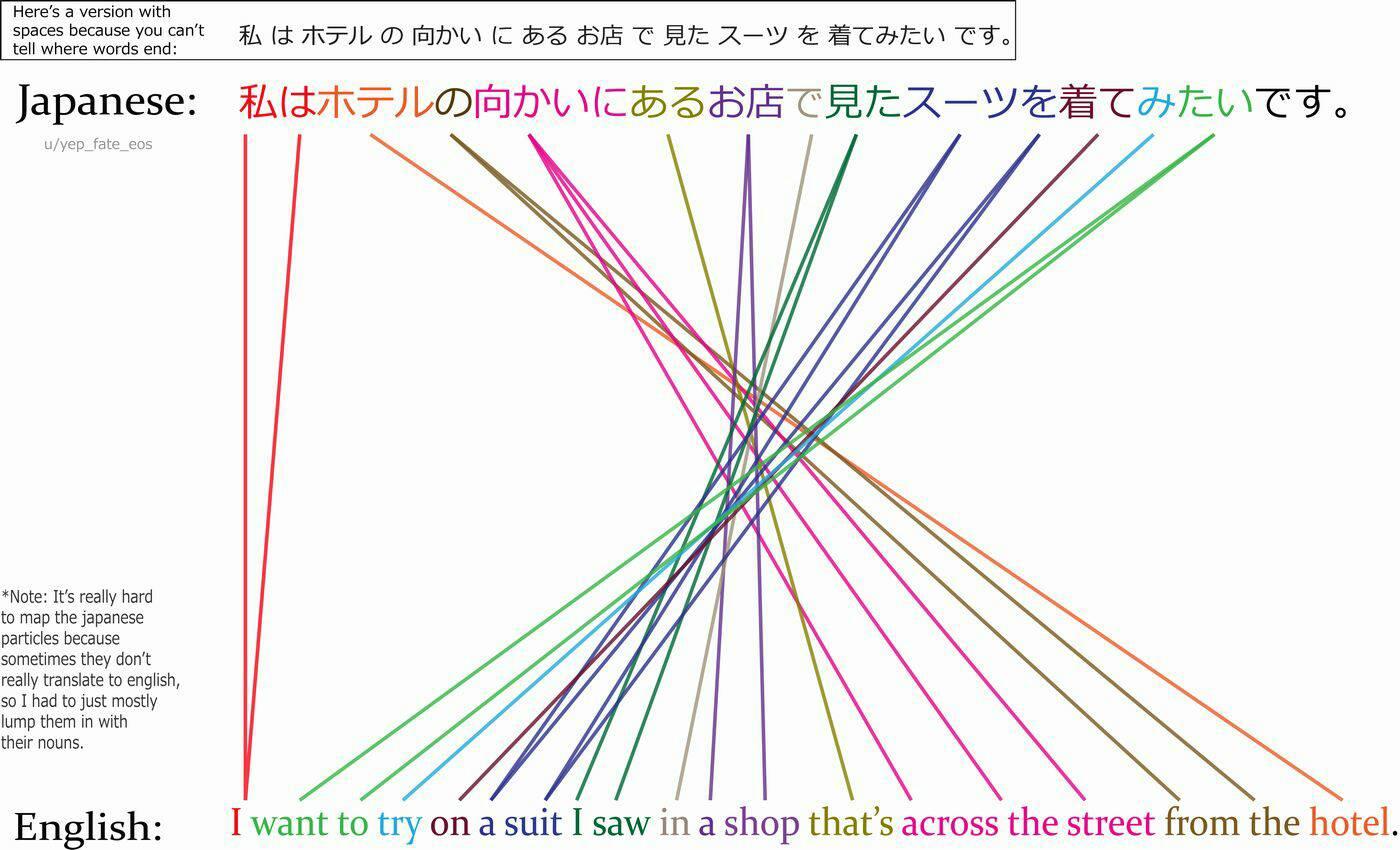 Here's a version with
spaces because you can't
tell where words end:
私 は ホテル の 向かい に ある お店 で 見た スーツ を 着てみたい です。
Japanese: 私はホテルの向かいにあるお店で見たスーツを着てみたいです。
u/yep_fate_eos
*Note: It's really hard
to map the japanese
particles because
sometimes they don't
really translate to english,
so I had to just mostly
lump them in with
their nouns.
English: I want to try on a suit I saw in a shop that's across the street from the hotel.